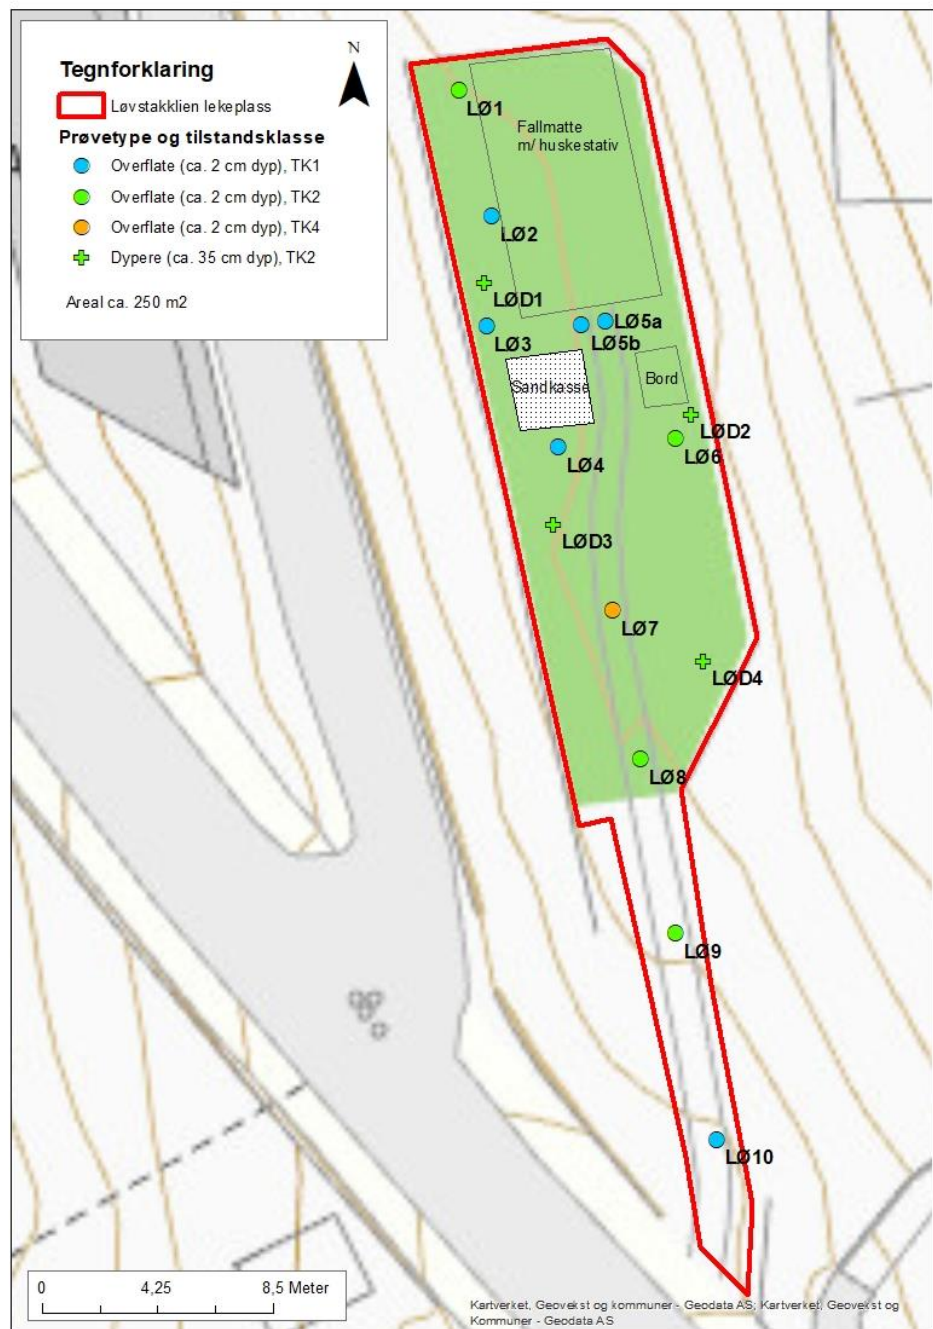 N
Tegnforklaring
Løvstakklien lekeplass
Prøvetype og tilstandsklasse
Overflate (ca. 2 cm dyp), TK1
Overflate (ca. 2 cm dyp), TK2
Overflate (ca. 2 cm dyp), TK4
Dypere (ca. 35 cm dyp), TK2
Areal ca. 250 m2
LØ1
Fallmatte
m/ huskestativ
LØ2
LØD1
LØ3
LØ5a
LØ5b
Sandkasse
Bord
LØD2
LØ6
LØ4
LØD3
LØ7
LØD4
LØ8
LØ9
LØ10
0 4,25 8,5 Meter
Kartverket, Geovekst og kommuner - Geodata AS; Kartverket, Geovekst og
Kommuner - Geodata AS